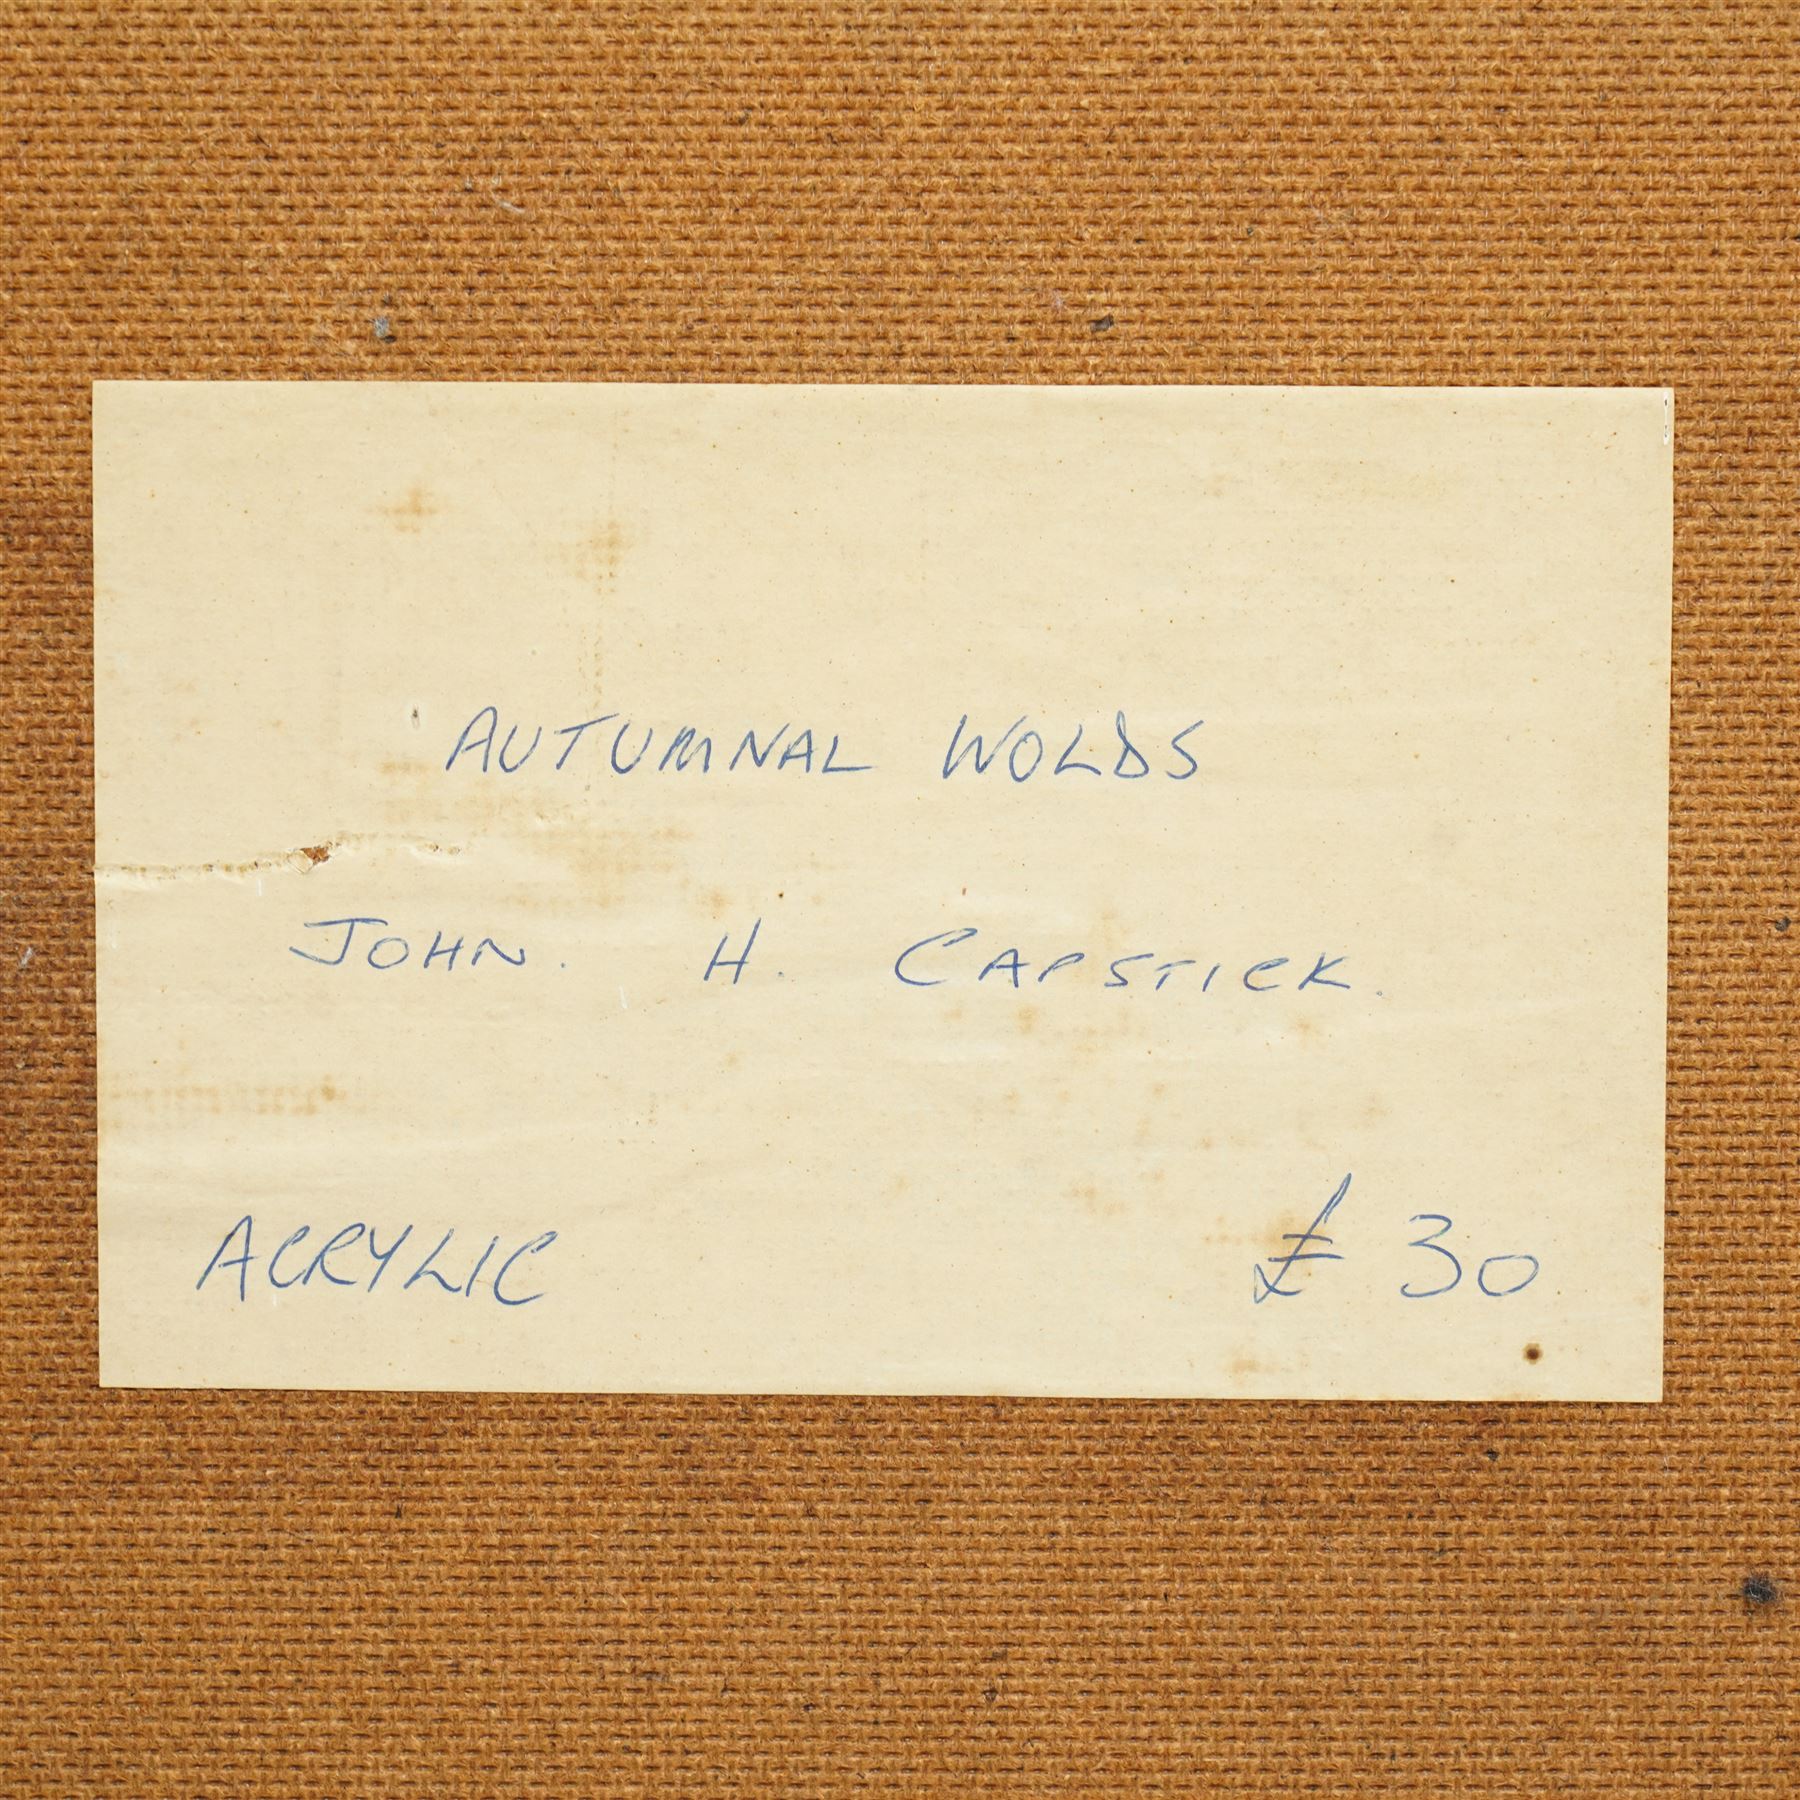 AUTUMNAL WOLDS
JOHN. H. CAPSTICK.
ACRYLIC £30